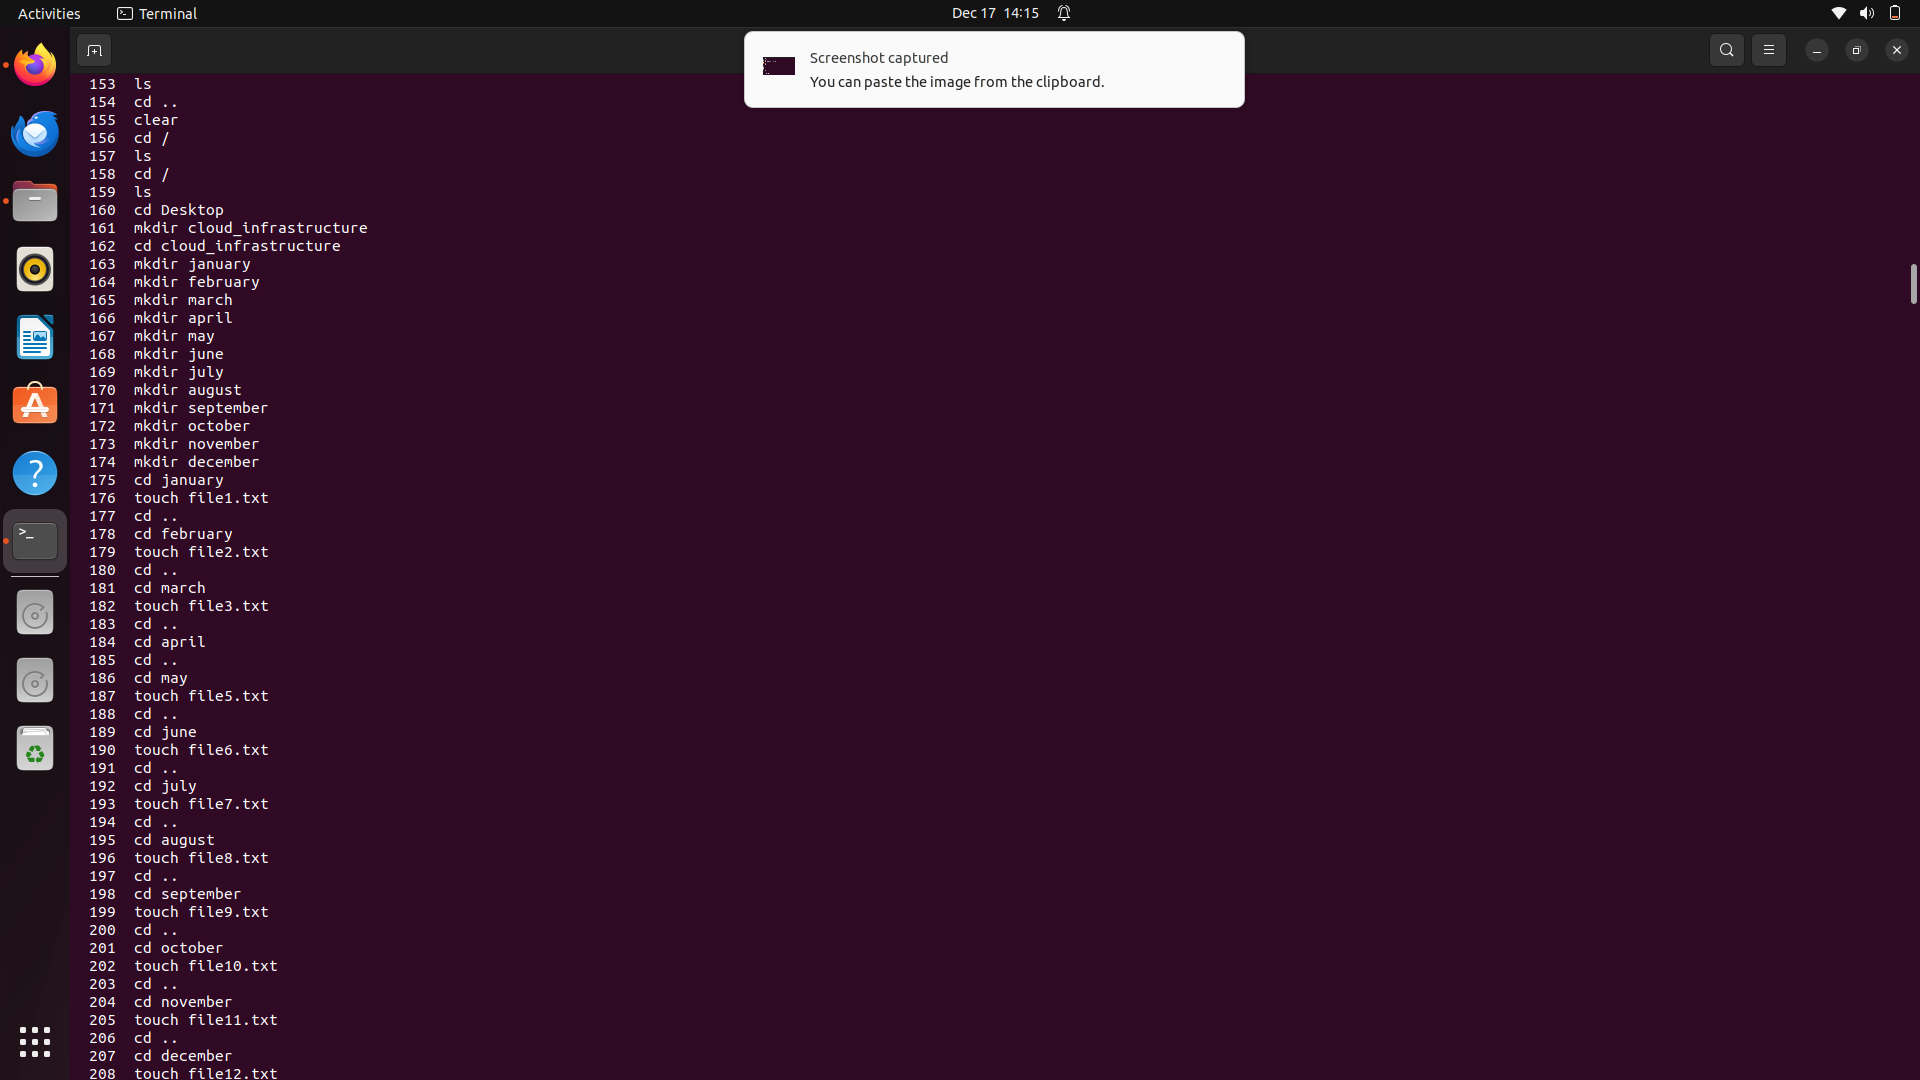 Activities
Terminal
Dec 17 14:15
Screenshot captured
You can paste the image from the clipboard.
153 ls
154 cd ..
155 clear
156 cd /
157 ls
158 cd /
159 ls
160 cd Desktop
161 mkdir cloud_infrastructure
162 cd cloud_infrastructure
163 mkdir january
164 mkdir february
165 mkdir march
166 mkdir april
167 mkdir may
168 mkdir june
169 mkdir july
170 mkdir august
171 mkdir september
172 mkdir october
173 mkdir november
174 mkdir december
175 cd january
176 touch file1.txt
177 cd ..
178 cd february
179 touch file2.txt
180 cd ..
181 cd march
182 touch file3.txt
183 cd ..
184 cd april
185 cd ..
186 cd may
187 touch file5.txt
188 cd ..
189 cd june
190 touch file6.txt
191 cd ..
192 cd july
193 touch file7.txt
194 cd ..
195 cd august
196 touch file8.txt
197 cd ..
198 cd september
199 touch file9.txt
200 cd ..
201 cd october
202 touch file10.txt
203 cd ..
204 cd november
205 touch file11.txt
206 cd ..
207 cd december
208 touch file12.txt